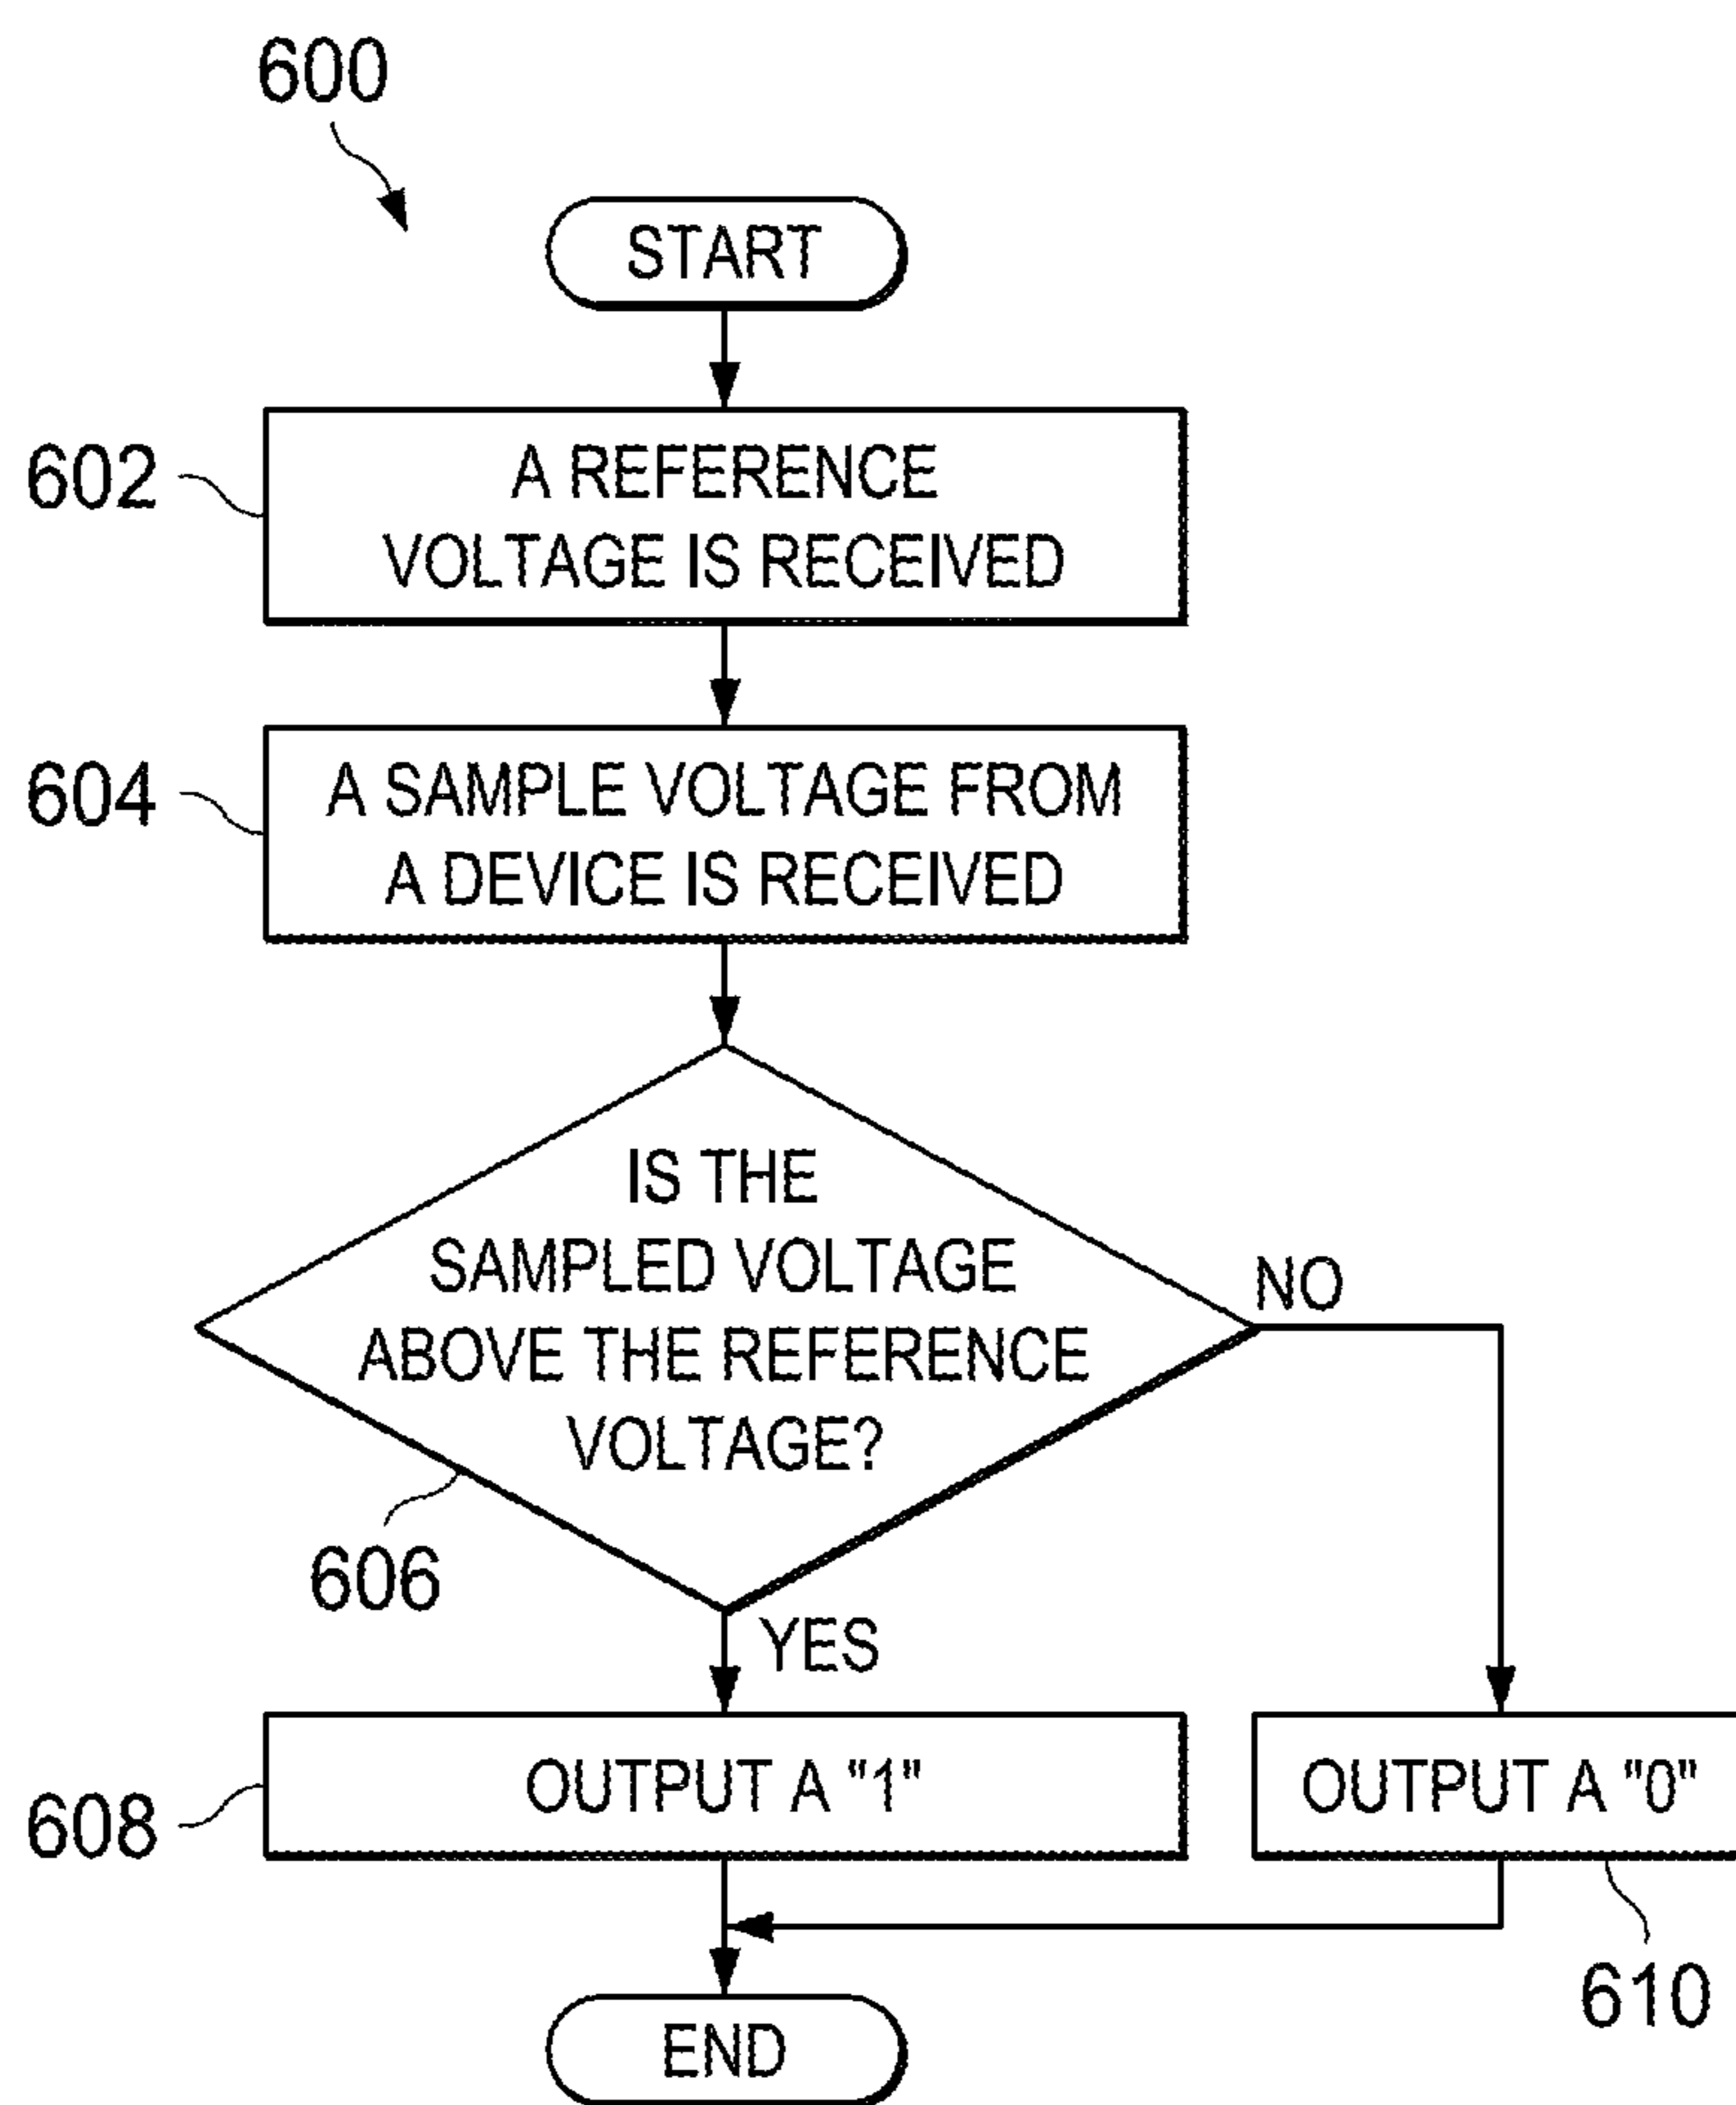 600
START
602
A REFERENCE
VOLTAGE IS RECEIVED
604
A SAMPLE VOLTAGE FROM
A DEVICE IS RECEIVED
IS THE
SAMPLED VOLTAGE
ABOVE THE REFERENCE
VOLTAGE?
NO
606
YES
608
OUTPUT A "1"
OUTPUT A "0"
610
END